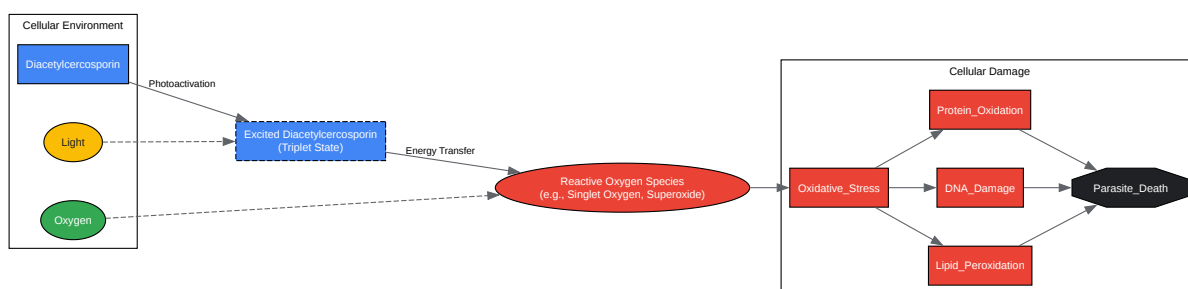 Cellular Environment
Diacetylcercosporin
Photoactivation
Light
Oxygen
Excited Diacetylcercosporin
(Triplet State)
Energy Transfer
Reactive Oxygen Species
(e.g., Singlet Oxygen, Superoxide)
Cellular Damage
Oxidative_Stress
Protein_Oxidation
DNA_Damage
Lipid_Peroxidation
Parasite_Death